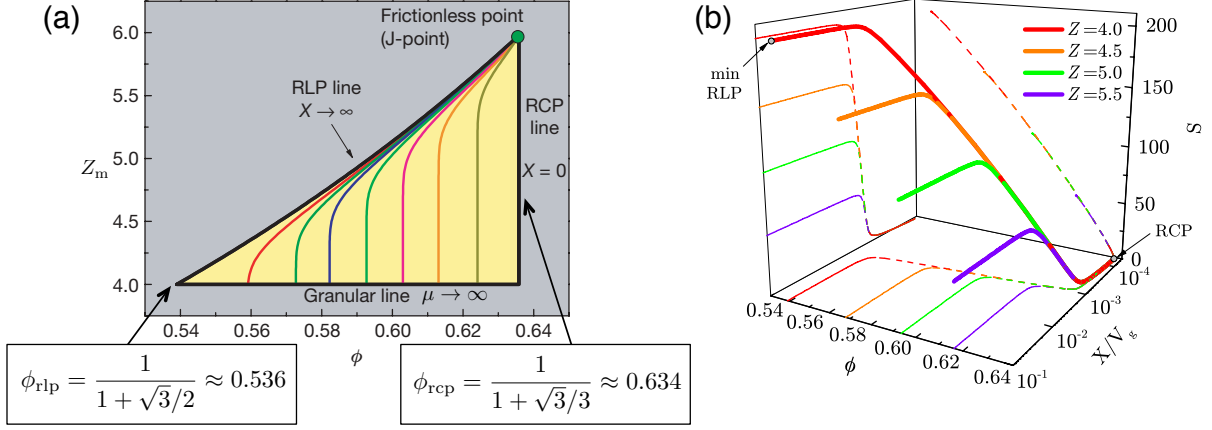 (a)
Frictionless point
(J-point)
6.0
RLP line
X → ∞
5.5
RCP
line
Z_m
5.0
X = 0
4.5
4.0
Granular line μ → ∞
0.54 0.56 0.58 0.60 0.62 0.64
ϕ
ϕ_rlp = 1 / (1 + √3/2) ≈ 0.536
ϕ_rcp = 1 / (1 + √3/3) ≈ 0.634
(b)
min
RLP
Z=4.0
Z=4.5
Z=5.0
Z=5.5
200
150
100
50
0
S
RCP
0.54
0.56
0.58
0.60
0.62
0.64
ϕ
10^-4
10^-3
10^-2
10^-1
X/V_g